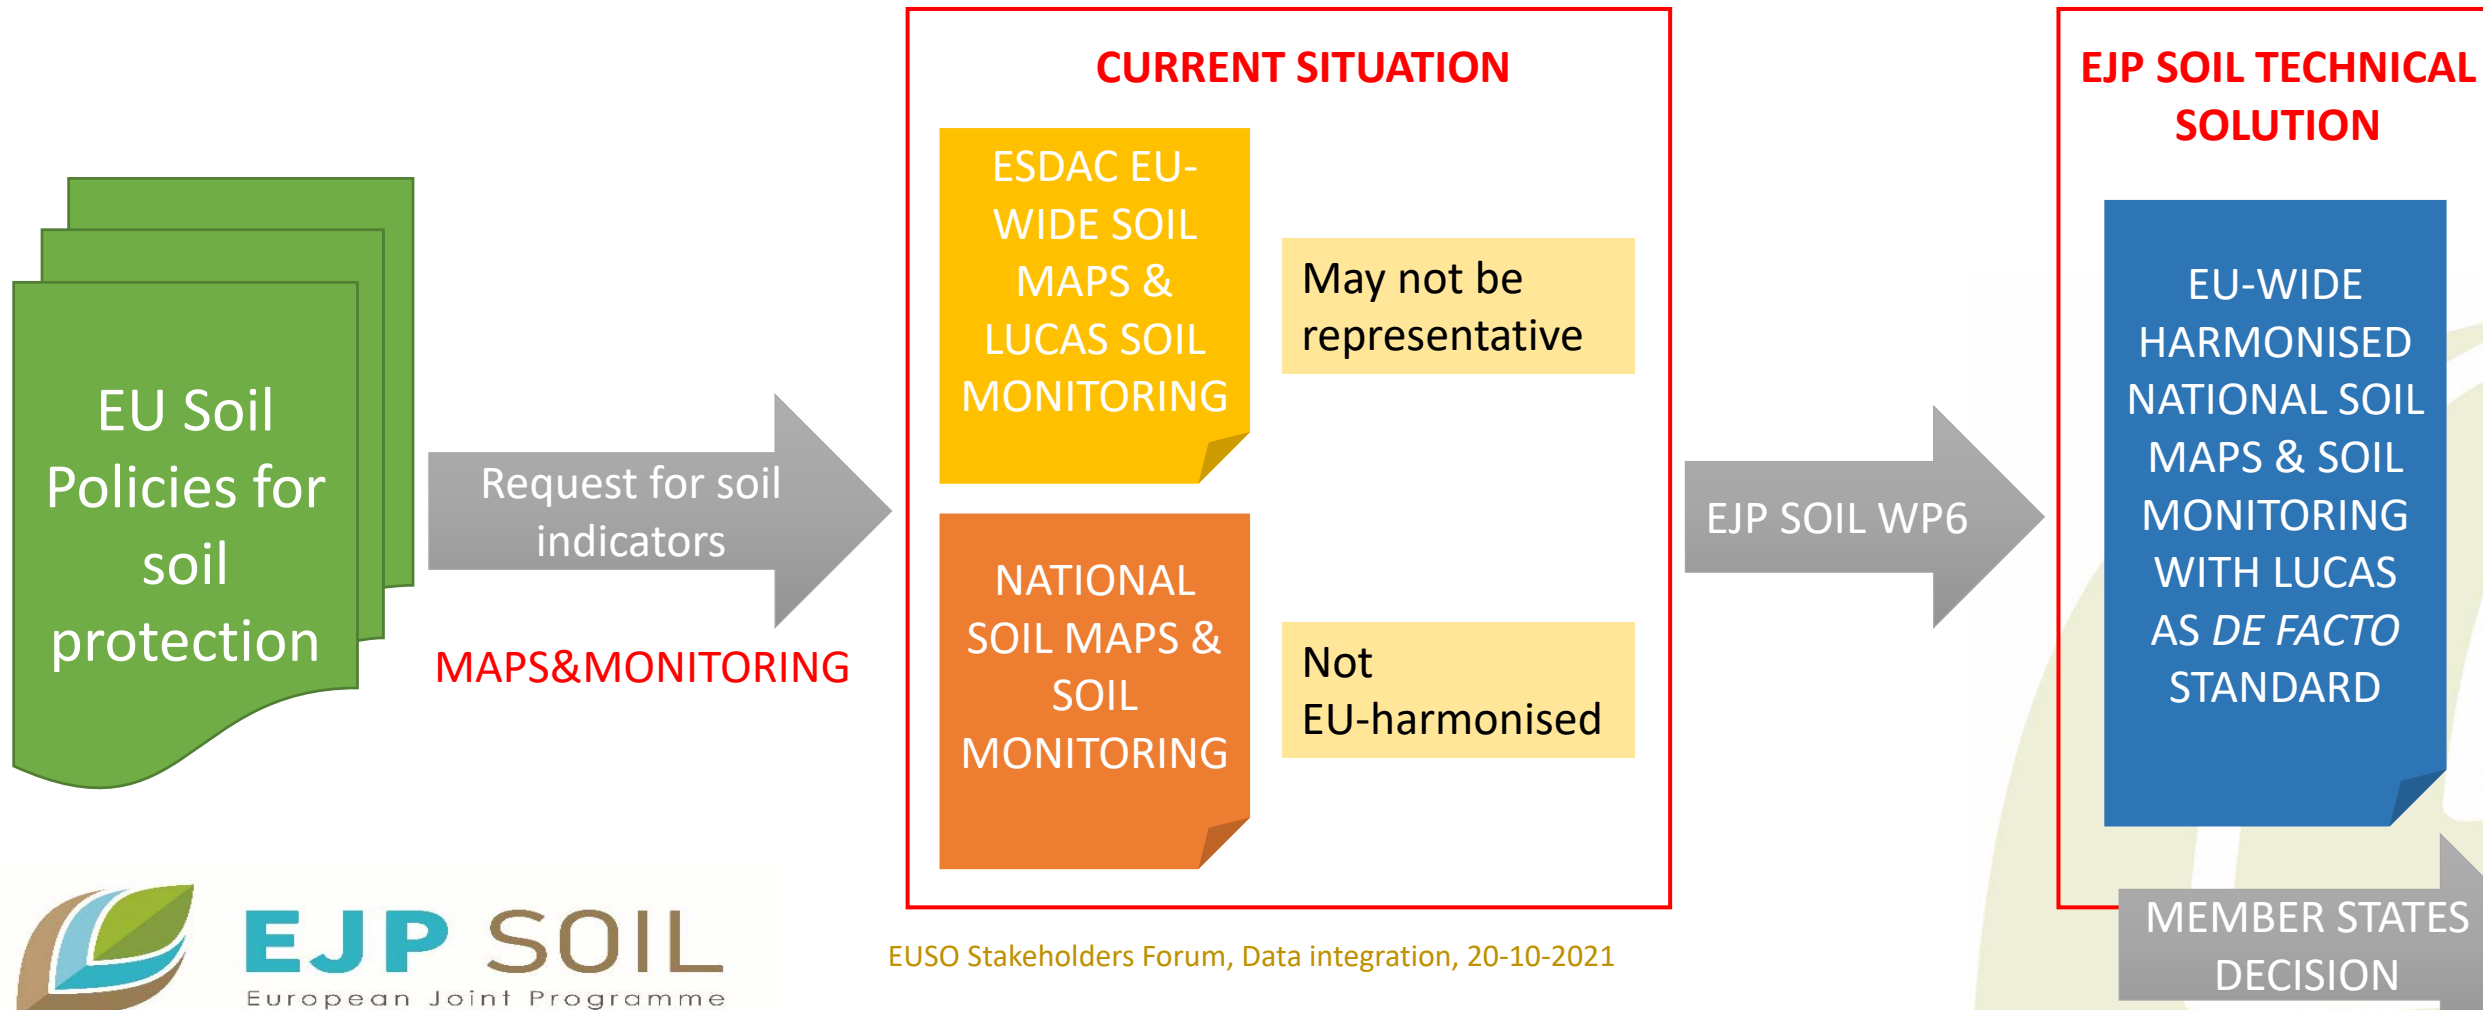 EU Soil
Policies for
soil
protection
Request for soil
indicators
MAPS&MONITORING
CURRENT SITUATION
ESDAC EU-
WIDE SOIL
MAPS &
LUCAS SOIL
MONITORING
May not be
representative
NATIONAL
SOIL MAPS &
SOIL
MONITORING
Not
EU-harmonised
EJP SOIL WP6
EJP SOIL TECHNICAL
SOLUTION
EU-WIDE
HARMONISED
NATIONAL SOIL
MAPS & SOIL
MONITORING
WITH LUCAS
AS DE FACTO
STANDARD
MEMBER STATES
DECISION
EJP SOIL
European Joint Programme
EUSO Stakeholders Forum, Data integration, 20-10-2021